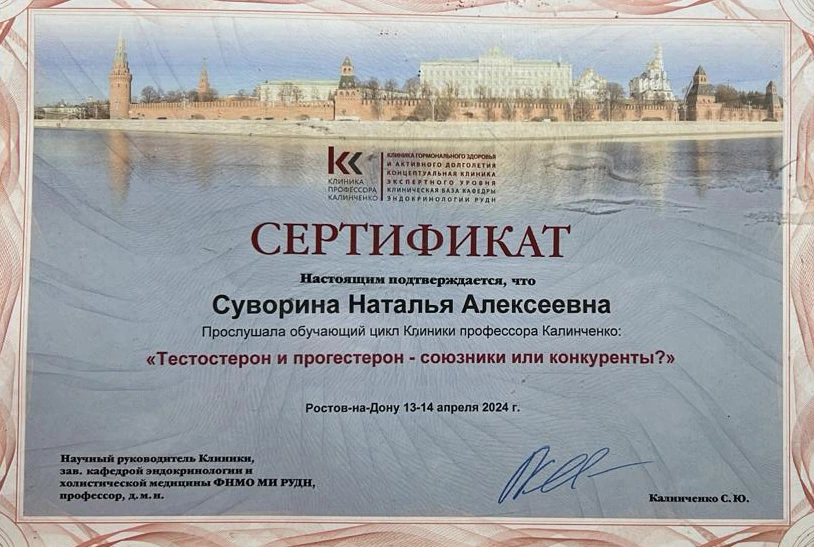 КК
КЛИНИКА
ПРОФЕССОРА
КАЛИНЧЕНКО
КЛИНИКА ГОРМОНАЛЬНОГО ЗДОРОВЬЯ
И АКТИВНОГО ДОЛГОЛЕТИЯ
КОНЦЕПТУАЛЬНАЯ КЛИНИКА
ЭКСПЕРТНОГО УРОВНЯ
КЛИНИЧЕСКАЯ БАЗА КАФЕДРЫ
ЭНДОКРИНОЛОГИИ РУДН
СЕРТИФИКАТ
Настоящим подтверждается, что
Суворина Наталья Алексеевна
Прослушала обучающий цикл Клиники профессора Калинченко:
«Тестостерон и прогестерон - союзники или конкуренты?»
Ростов-на-Дону 13-14 апреля 2024 г.
Научный руководитель Клиники,
зав. кафедрой эндокринологии и
холистической медицины ФНМО МИ РУДН,
профессор, д.м.н.
Калинченко С.Ю.